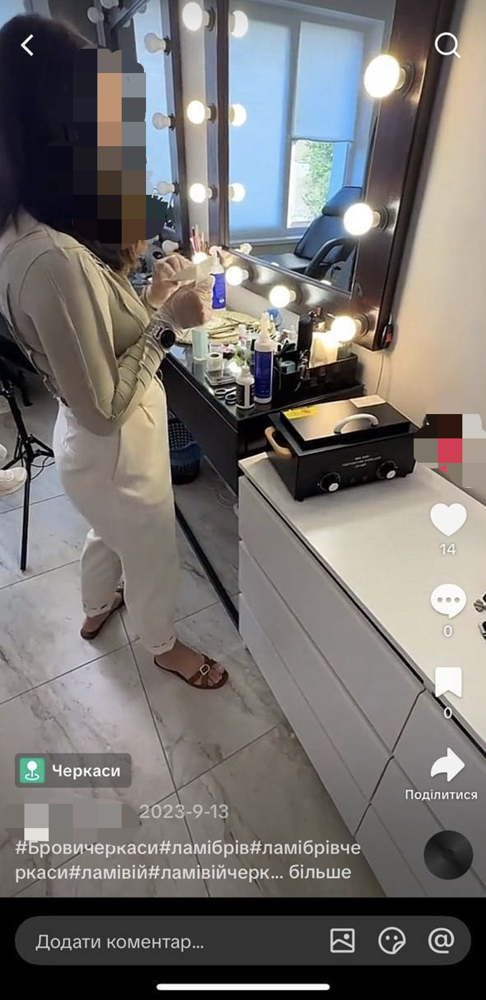 14
0
0
Поділитися
Черкаси
2023-9-13
#Бровичеркаси#ламібрів#ламібрівче
ркаси#ламівій#ламівійчерк... більше
Додати коментар...